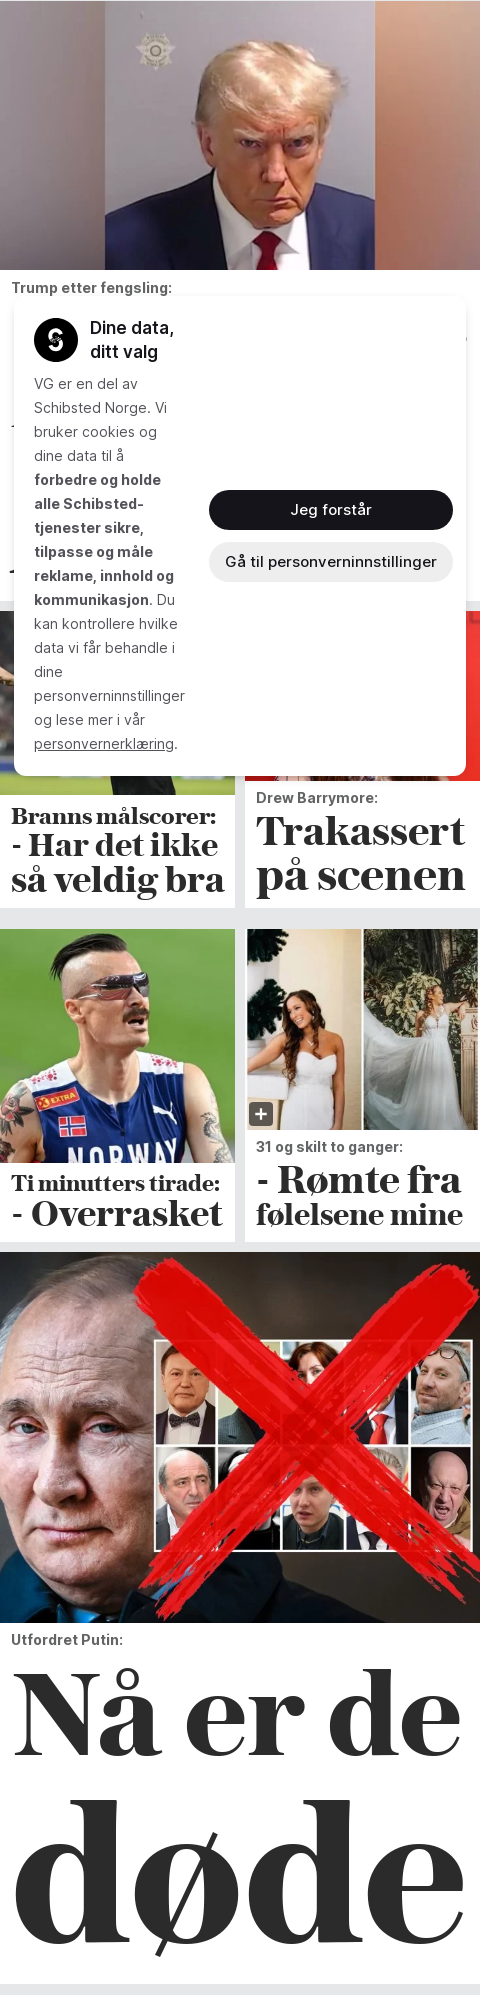 Trump etter fengsling:
Dine data,
ditt valg
VG er en del av
Schibsted Norge. Vi
bruker cookies og
dine data til å
forbedre og holde
alle Schibsted-
tjenester sikre,
tilpasse og måle
reklame, innhold og
kommunikasjon. Du
kan kontrollere hvilke
data vi får behandle i
dine
personverninnstillinger
og lese mer i vår
personvernerklæring.
Jeg forstår
Gå til personverninnstillinger
Branns målscorer:
- Har det ikke
så veldig bra
Drew Barrymore:
Trakassert
på scenen
EXTRA
NORWAY
Ti minutters tirade:
- Overrasket
31 og skilt to ganger:
- Rømte fra
følelsene mine
Utfordret Putin:
Nå er de
døde